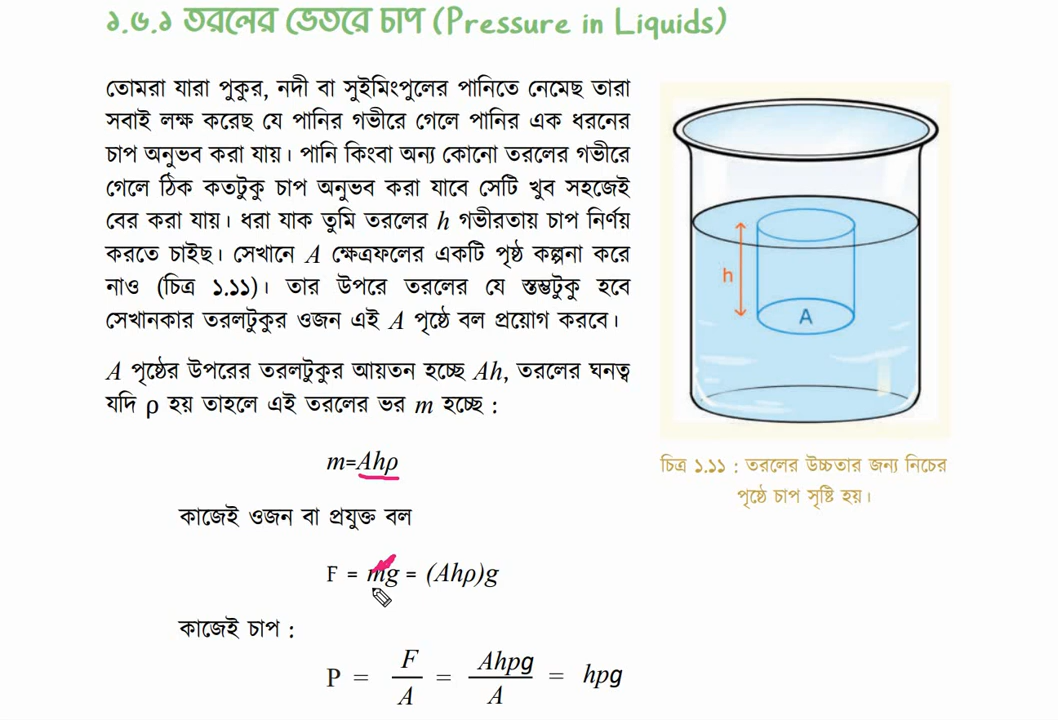 ১.৫.১ তরলের ভেতরে চাপ (Pressure in Liquids)
তোমরা যারা পুকুর, নদী বা সুইমিংপুলের পানিতে নেমেছ তারা
সবাই লক্ষ করেছ যে পানির গভীরে গেলে পানির এক ধরনের
চাপ অনুভব করা যায়। পানি কিংবা অন্য কোনো তরলের গভীরে
গেলে ঠিক কতটুকু চাপ অনুভব করা যাবে সেটি খুব সহজেই
বের করা যায়। ধরা যাক তুমি তরলের h গভীরতায় চাপ নির্ণয়
করতে চাইছ। সেখানে A ক্ষেত্রফলের একটি পৃষ্ঠ কল্পনা করে
নাও (চিত্র ১.১১)। তার উপরে তরলের যে স্তম্ভটুকু হবে
সেখানকার তরলটুকুর ওজন এই A পৃষ্ঠে বল প্রয়োগ করবে।
A পৃষ্ঠের উপরের তরলটুকুর আয়তন হচ্ছে Ah, তরলের ঘনত্ব
যদি ρ হয় তাহলে এই তরলের ভর m হচ্ছে :
m=Ahρ
কাজেই ওজন বা প্রযুক্ত বল
F = mg = (Ahρ)g
কাজেই চাপ :
P = F/A = Ahpg/A = hpg
h
A
চিত্র ১.১১ : তরলের উচ্চতার জন্য নিচের
পৃষ্ঠে চাপ সৃষ্টি হয়।